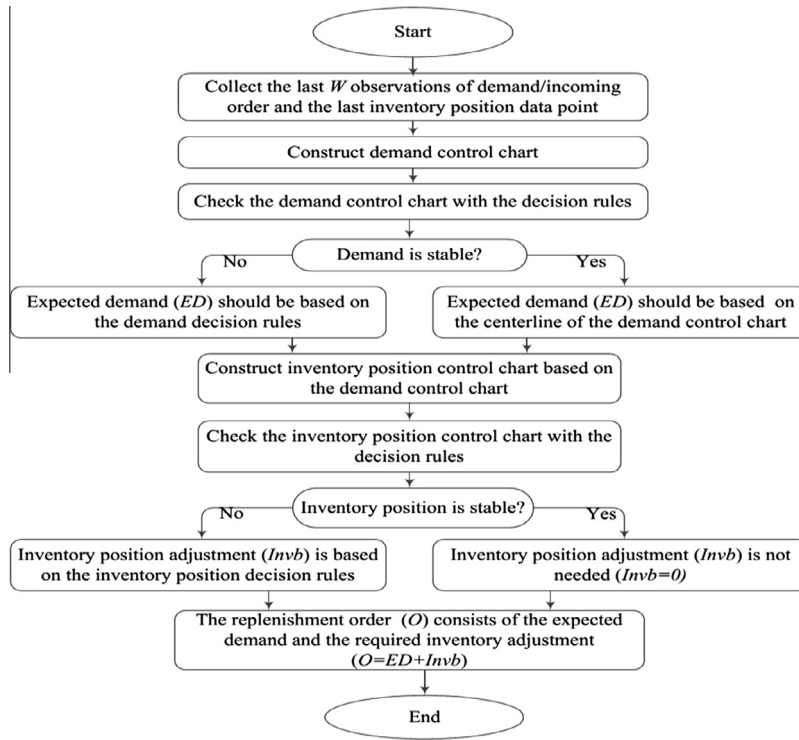 Start
Collect the last W observations of demand/incoming
order and the last inventory position data point
Construct demand control chart
Check the demand control chart with the decision rules
Demand is stable?
No
Yes
Expected demand (ED) should be based on
the demand decision rules
Expected demand (ED) should be based on
the centerline of the demand control chart
Construct inventory position control chart based on
the demand control chart
Check the inventory position control chart with the
decision rules
Inventory position is stable?
No
Yes
Inventory position adjustment (Invb) is based
on the inventory position decision rules
Inventory position adjustment (Invb) is not
needed (Invb=0)
The replenishment order (O) consists of the expected
demand and the required inventory adjustment
(O=ED+Invb)
End